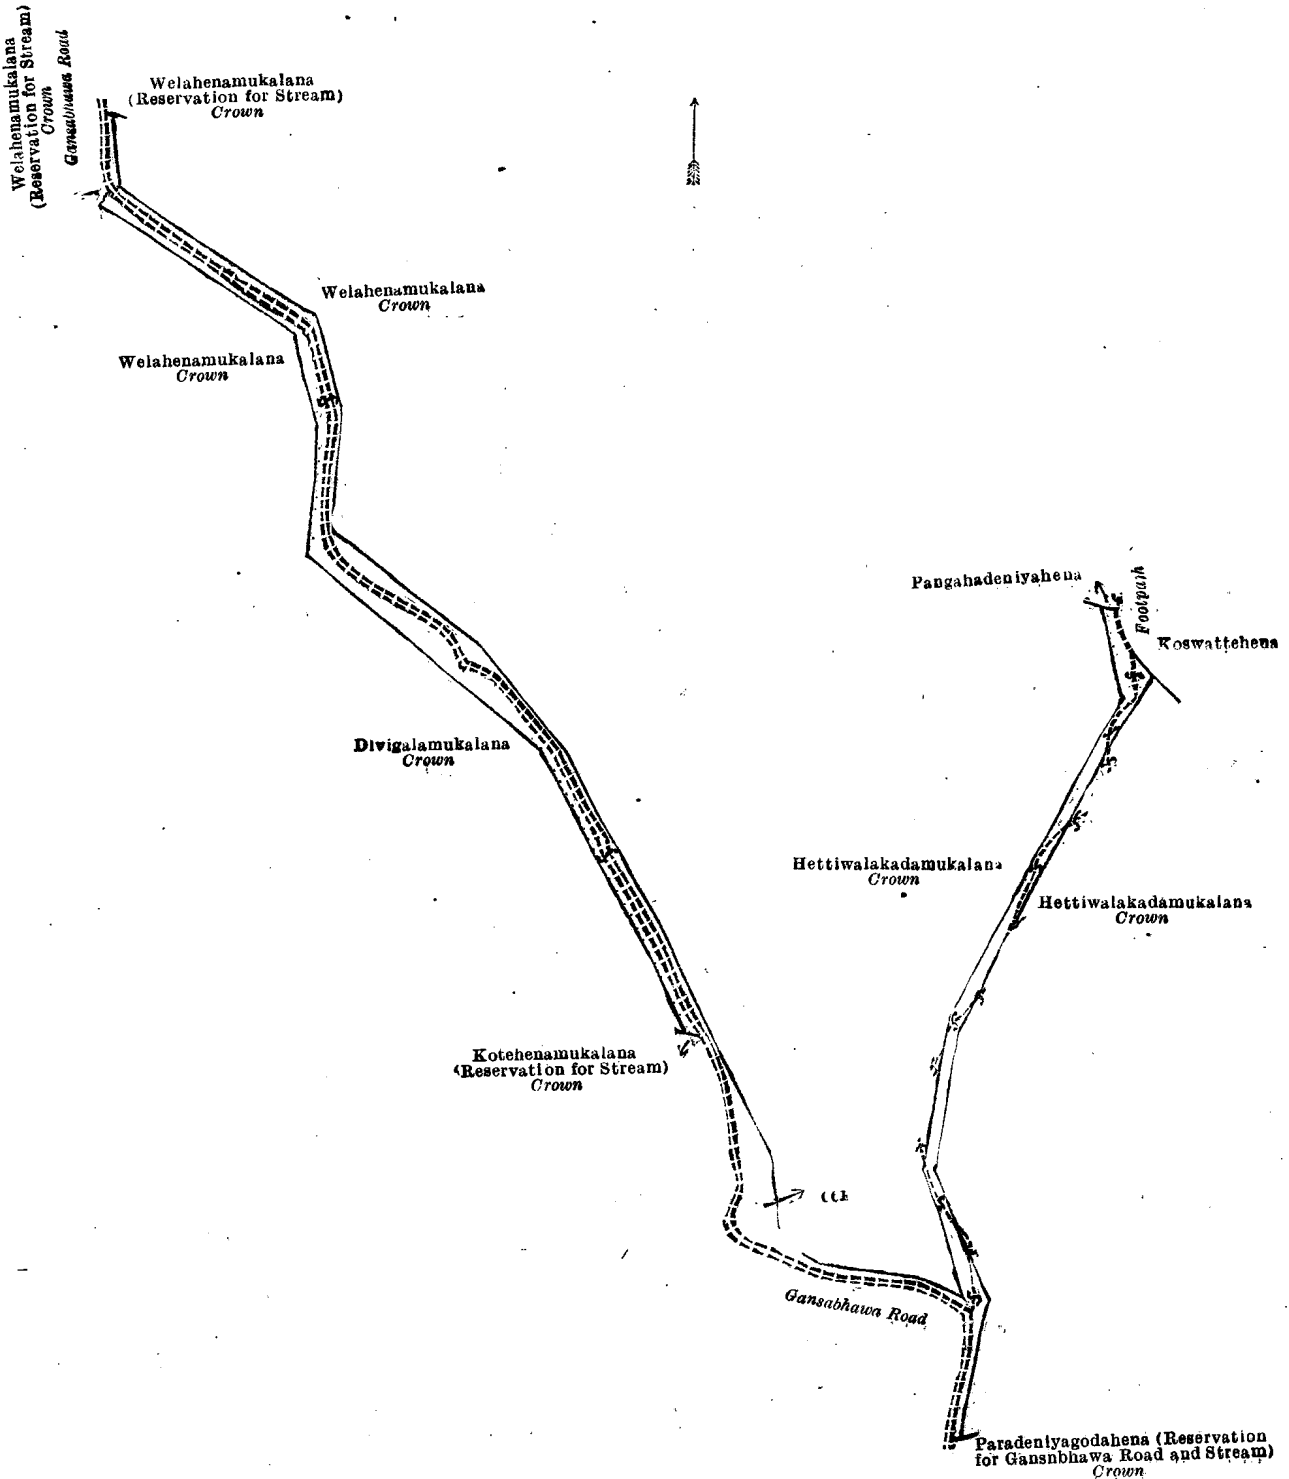 Welahenamukalana
(Reservation for Stream)
Crown
Gansabhawa Road
Welahenamukalana
(Reservation for Stream)
Crown
Welahenamukalana
Crown
Welahenamukalana
Crown
Pangahadeniyahena
Footpath
Koswattehena
Divigalamukalana
Crown
Hettiwalakadamukalana
Crown
Hettiwalakadamukalana
Crown
Kotehenamukalana
(Reservation for Stream)
Crown
Gansabhawa Road
Paradeniyagodahena (Reservation
for Gansnbhawa Road and Stream)
Crown